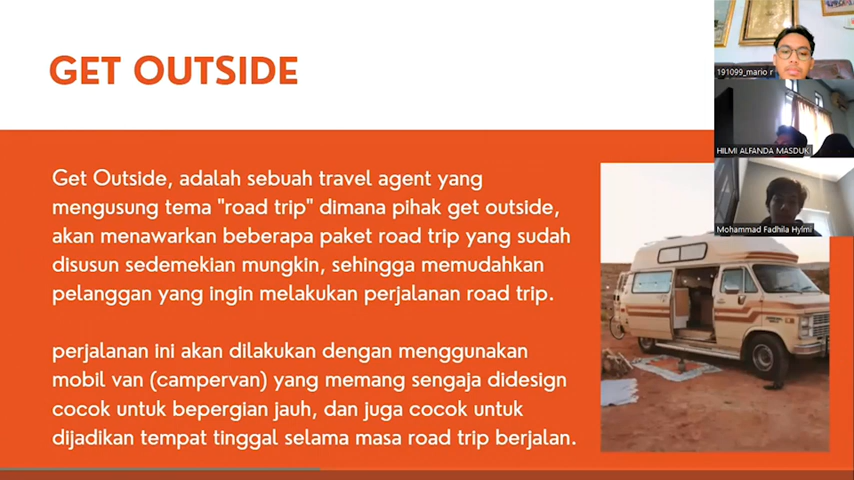 GET OUTSIDE
Get Outside, adalah sebuah travel agent yang
mengusung tema "road trip" dimana pihak get outside,
akan menawarkan beberapa paket road trip yang sudah
disusun sedemekian mungkin, sehingga memudahkan
pelanggan yang ingin melakukan perjalanan road trip.
perjalanan ini akan dilakukan dengan menggunakan
mobil van (campervan) yang memang sengaja didesign
cocok untuk bepergian jauh, dan juga cocok untuk
dijadikan tempat tinggal selama masa road trip berjalan.
191099_mario r
HILMI ALFANDA MASDUKI
Mohammad Fadhila Hylmi